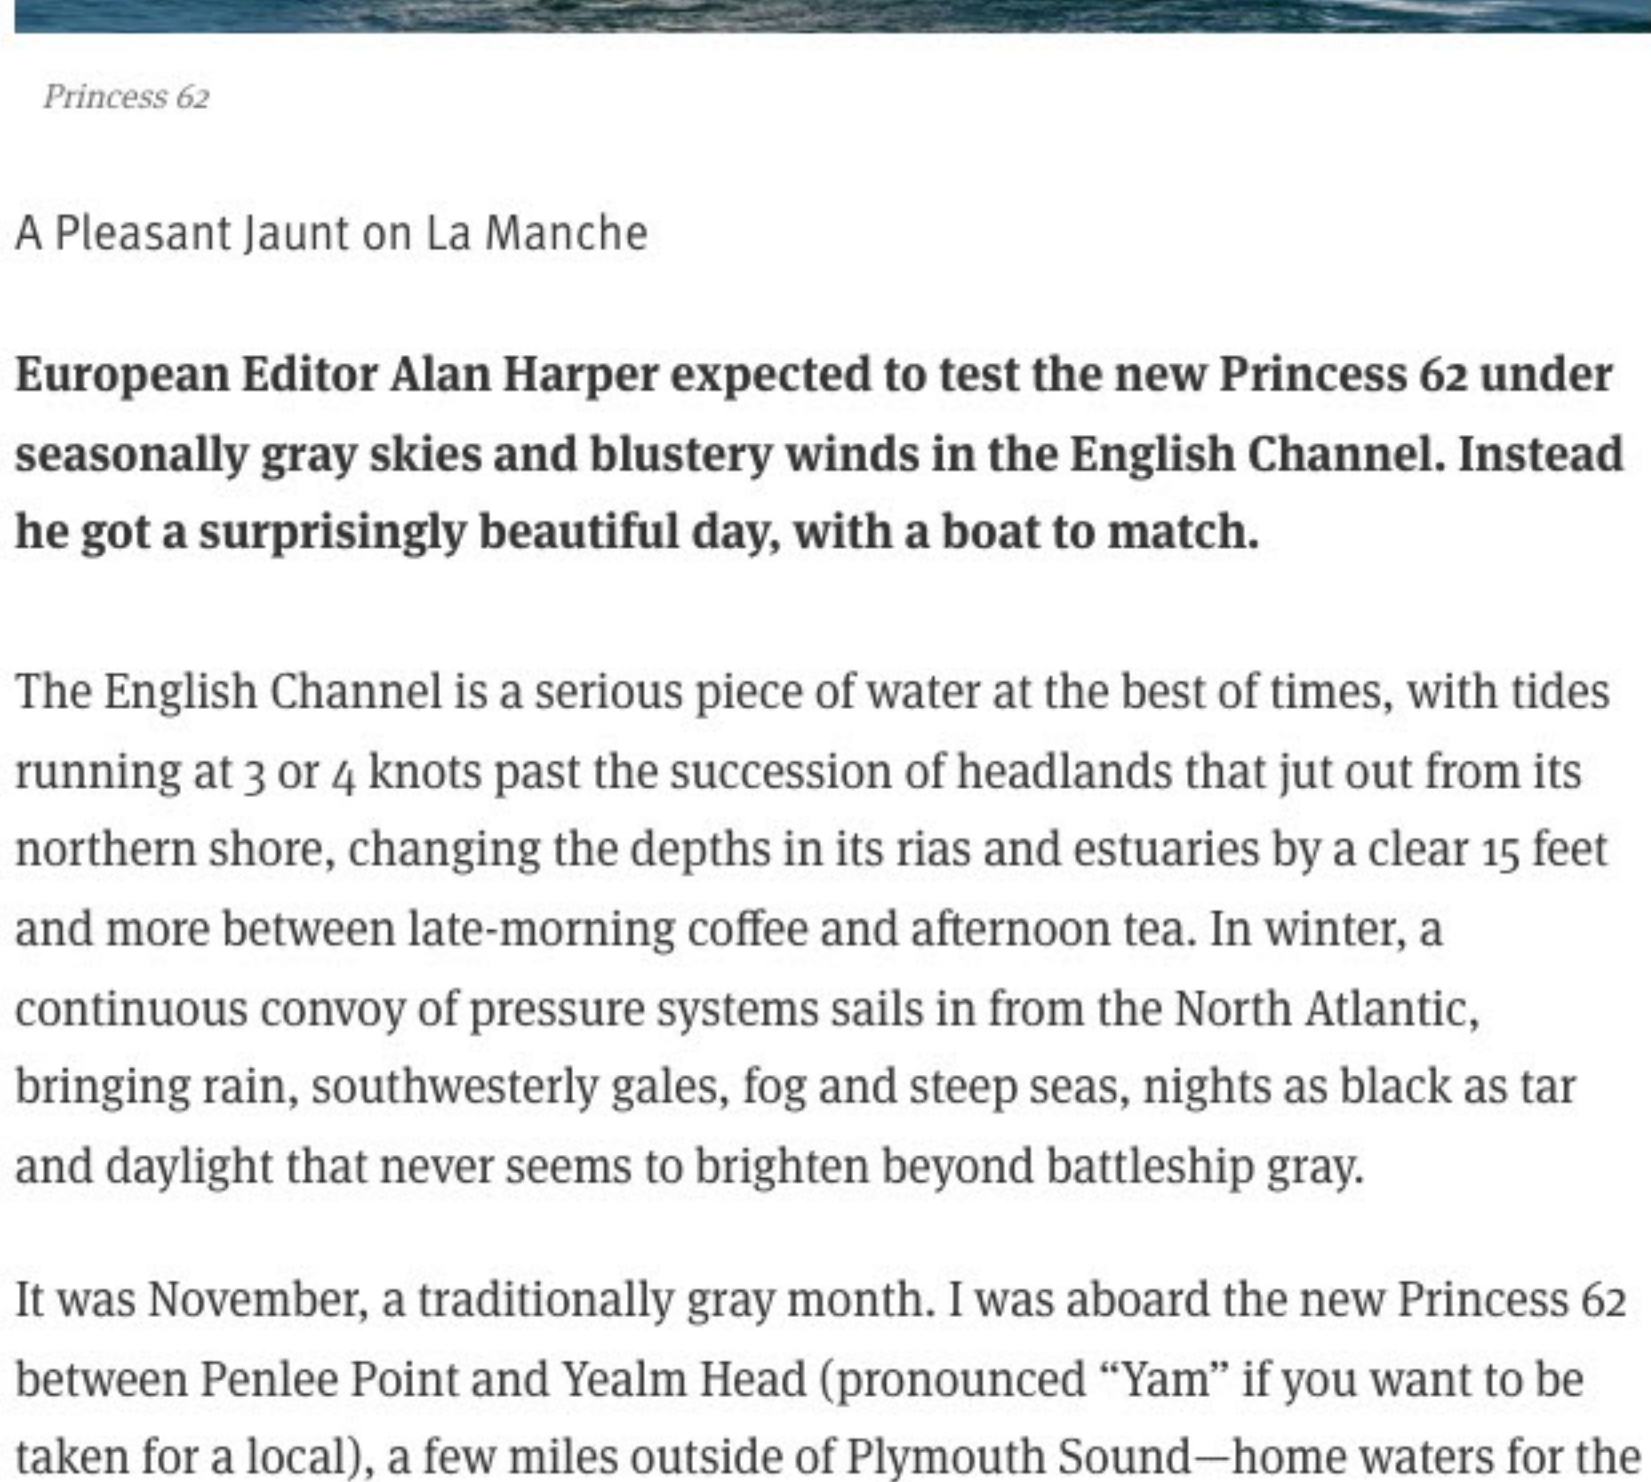 Princess 62
A Pleasant Jaunt on La Manche
European Editor Alan Harper expected to test the new Princess 62 under
seasonally gray skies and blustery winds in the English Channel. Instead
he got a surprisingly beautiful day, with a boat to match.
The English Channel is a serious piece of water at the best of times, with tides
running at 3 or 4 knots past the succession of headlands that jut out from its
northern shore, changing the depths in its rias and estuaries by a clear 15 feet
and more between late-morning coffee and afternoon tea. In winter, a
continuous convoy of pressure systems sails in from the North Atlantic,
bringing rain, southwesterly gales, fog and steep seas, nights as black as tar
and daylight that never seems to brighten beyond battleship gray.
It was November, a traditionally gray month. I was aboard the new Princess 62
between Penlee Point and Yealm Head (pronounced “Yam” if you want to be
taken for a local), a few miles outside of Plymouth Sound—home waters for the